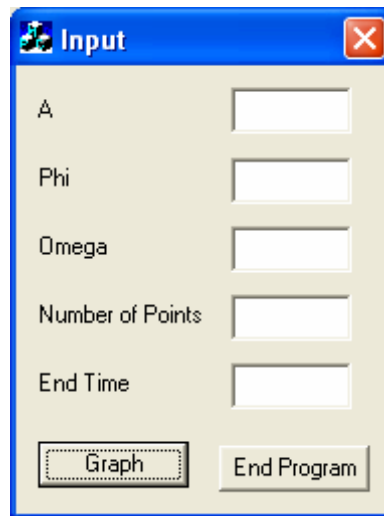 Input
A
Phi
Omega
Number of Points
End Time
Graph End Program